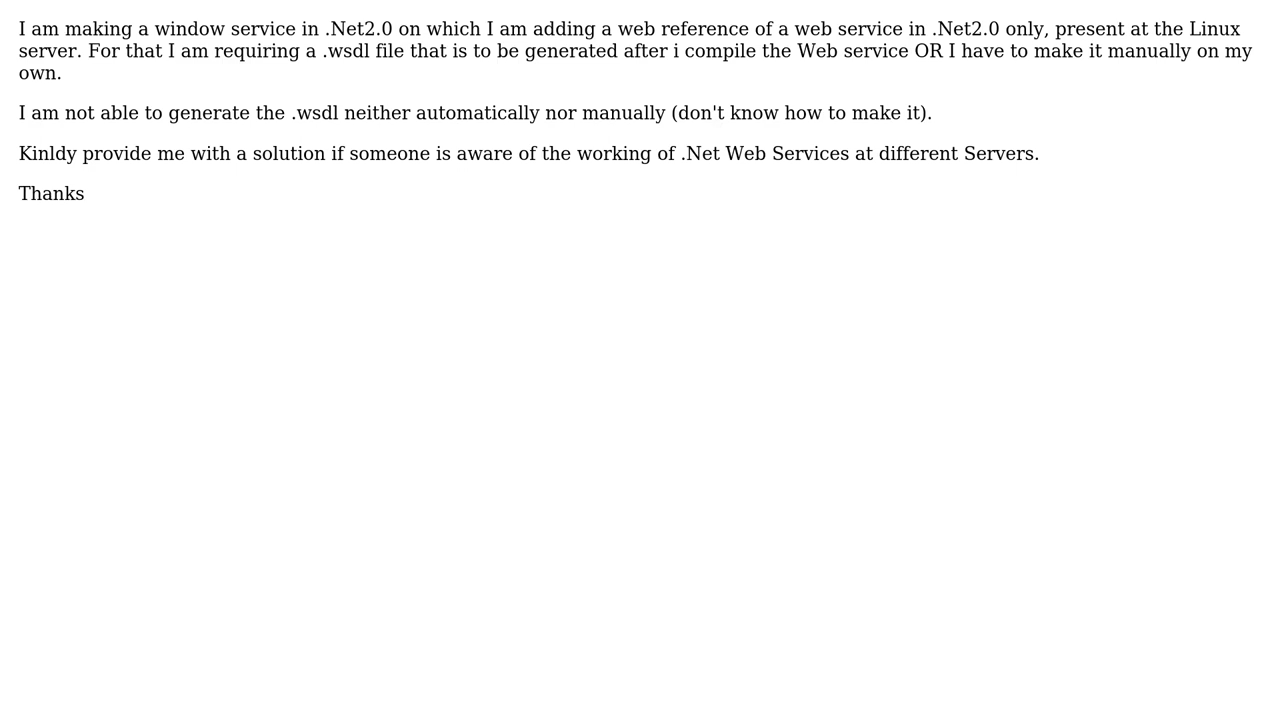 I am making a window service in .Net2.0 on which I am adding a web reference of a web service in .Net2.0 only, present at the Linux
server. For that I am requiring a .wsdl file that is to be generated after i compile the Web service OR I have to make it manually on my
own.
I am not able to generate the .wsdl neither automatically nor manually (don't know how to make it).
Kinldy provide me with a solution if someone is aware of the working of .Net Web Services at different Servers.
Thanks